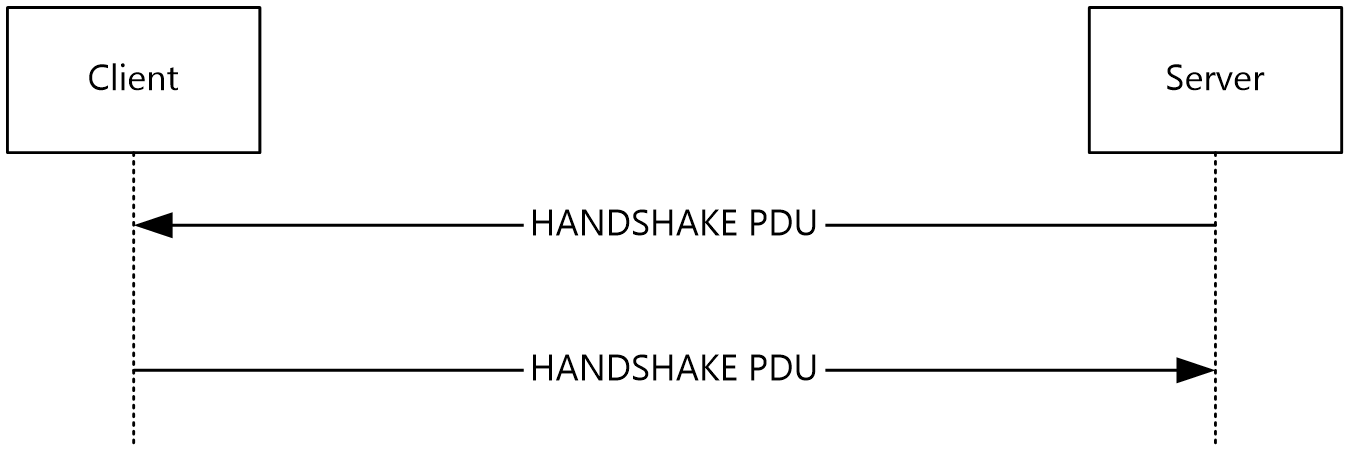 Client
Server
HANDSHAKE PDU
HANDSHAKE PDU